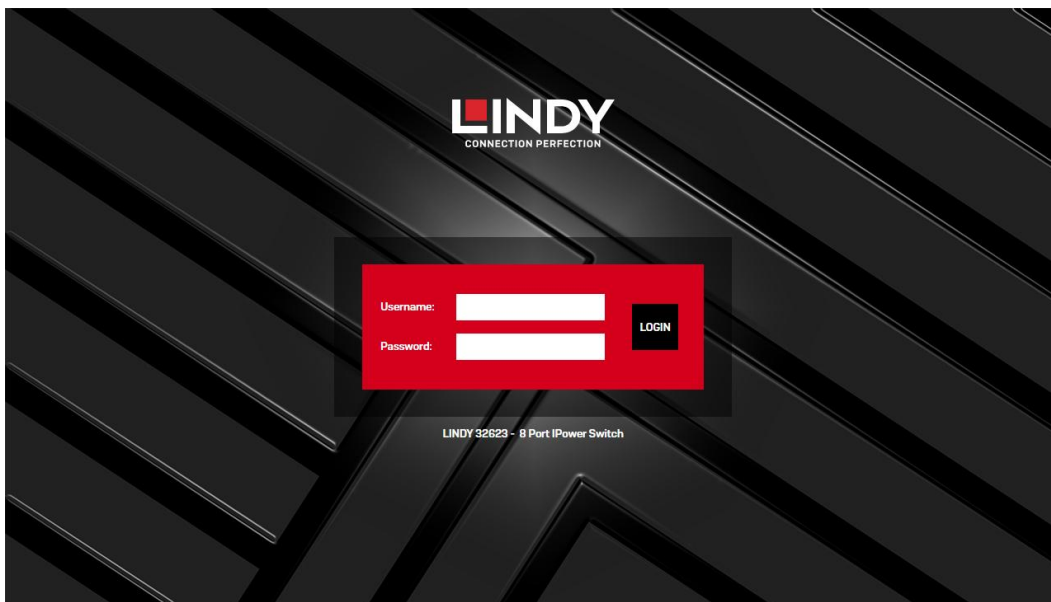 LINDY
CONNECTION PERFECTION
Username:
LOGIN
Password:
LINDY 32623 - 8 Port IPower Switch